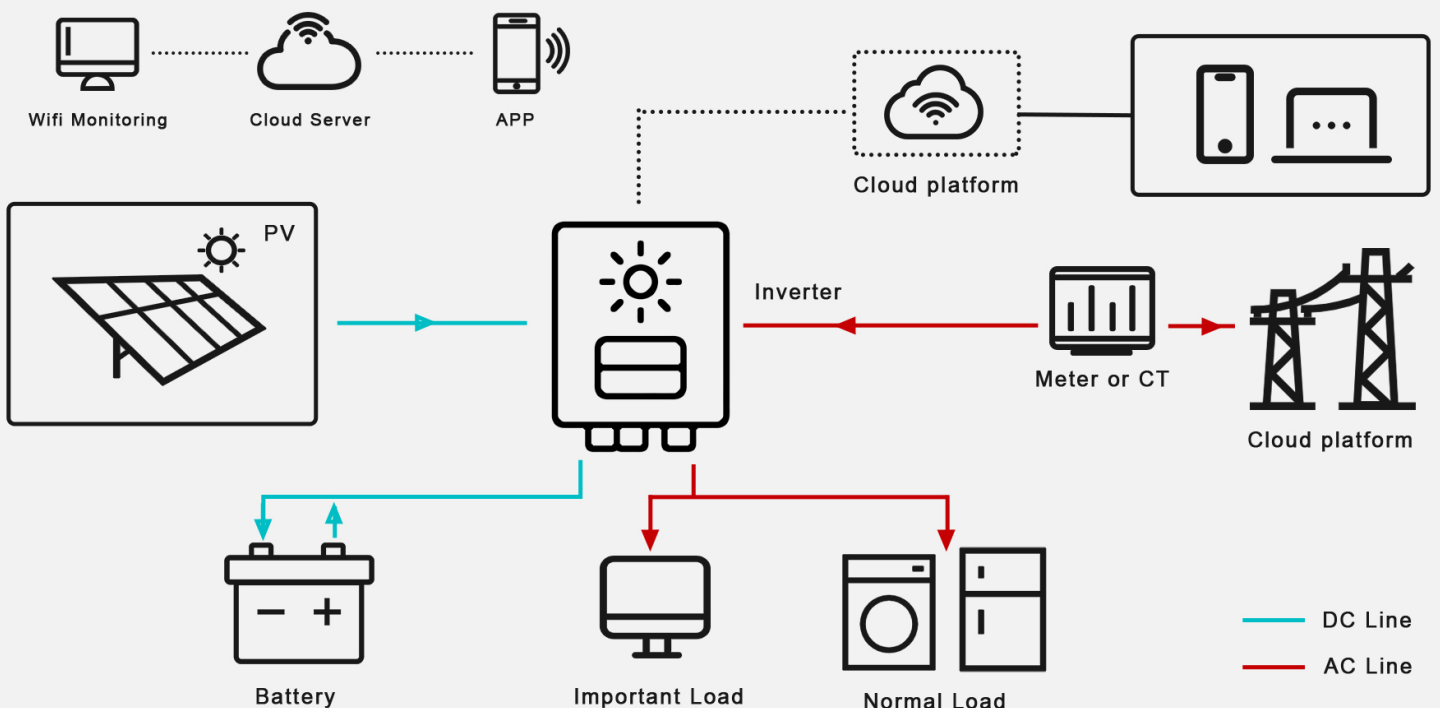 Wifi Monitoring
Cloud Server
APP
Cloud platform
PV
Inverter
Meter or CT
Cloud platform
Battery
Important Load
Normal Load
DC Line
AC Line